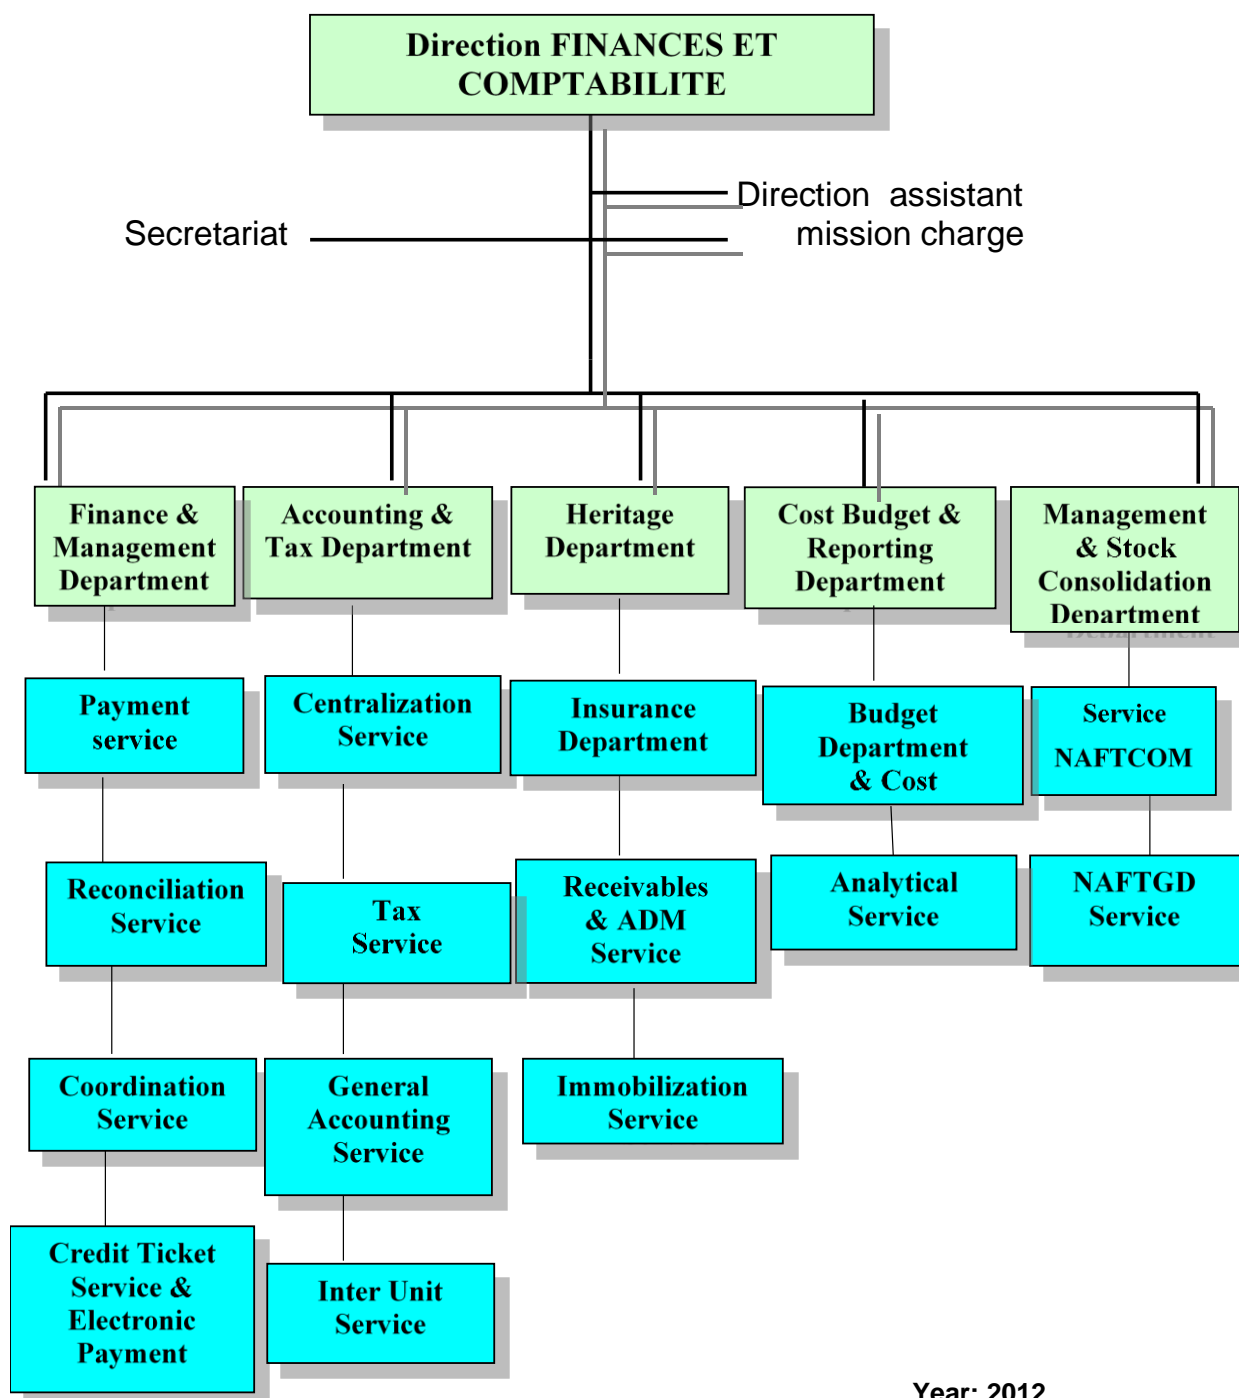 Direction FINANCES ET
COMPTABILITE
Direction assistant
Secretariat
mission charge
Finance &
Management
Department
Accounting &
Tax Department
Heritage
Department
Cost Budget &
Reporting
Department
Management
& Stock
Consolidation
Department
Payment
service
Centralization
Service
Insurance
Department
Budget
Department
& Cost
Service
NAFTCOM
Reconciliation
Service
Tax
Service
Receivables
& ADM
Service
Analytical
Service
NAFTGD
Service
Coordination
Service
General
Accounting
Service
Immobilization
Service
Credit Ticket
Service &
Electronic
Payment
Inter Unit
Service
Year: 2012